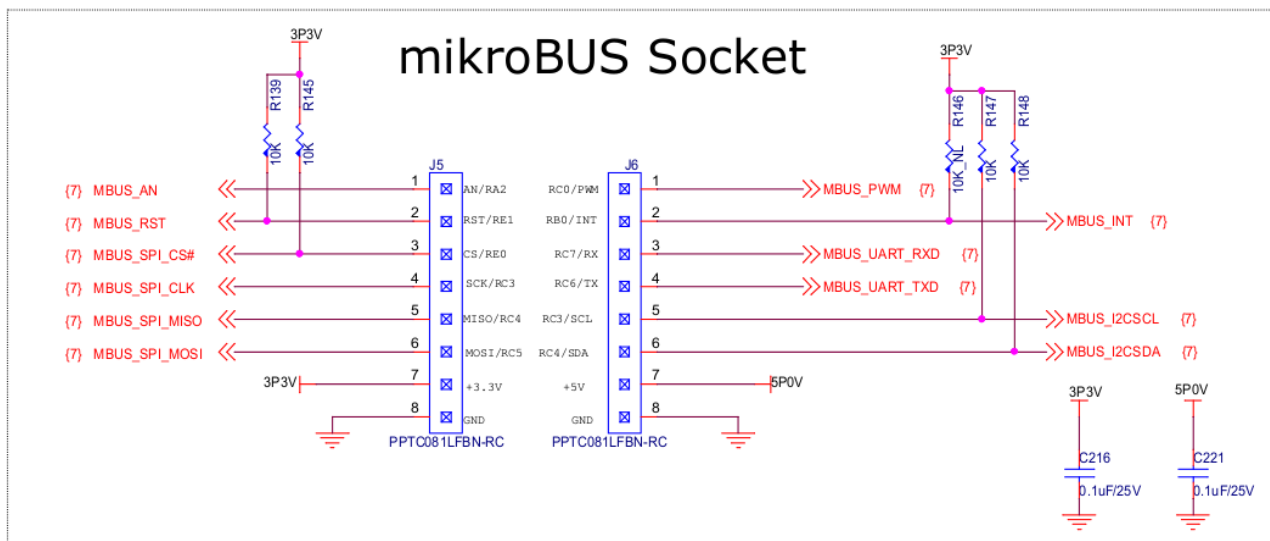 mikroBUS Socket
3P3V
R139
R145
10K
10K
3P3V
R146
R147
R148
10K_NL
10K
10K
J5
J6
{7} MBUS_AN
1
AN/RA2
RC0/PWM
1
MBUS_PWM {7}
{7} MBUS_RST
2
RST/RE1
RB0/INT
2
MBUS_INT {7}
{7} MBUS_SPI_CS#
3
CS/RE0
RC7/RX
3
MBUS_UART_RXD {7}
{7} MBUS_SPI_CLK
4
SCK/RC3
RC6/TX
4
MBUS_UART_TXD {7}
{7} MBUS_SPI_MISO
5
MISO/RC4
RC3/SCL
5
MBUS_I2CSCL {7}
{7} MBUS_SPI_MOSI
6
MOSI/RC5
RC4/SDA
6
MBUS_I2CSDA {7}
3P3V
7
+3.3V
+5V
7
5P0V
8
GND
GND
8
PPTC081LFBN-RC
PPTC081LFBN-RC
3P3V
5P0V
C216
C221
0.1uF/25V
0.1uF/25V